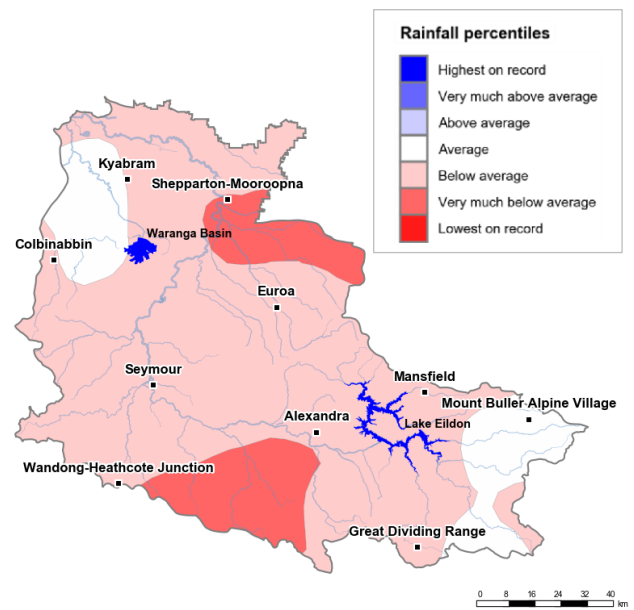 Rainfall percentiles
Highest on record
Very much above average
Above average
Average
Below average
Very much below average
Lowest on record
Kyabram
Shepparton-Mooroopna
Waranga Basin
Colbinabbin
Euroa
Seymour
Mansfield
Mount Buller Alpine Village
Alexandra
Lake Eildon
Wandong-Heathcote Junction
Great Dividing Range
0 8 16 24 32 40
km